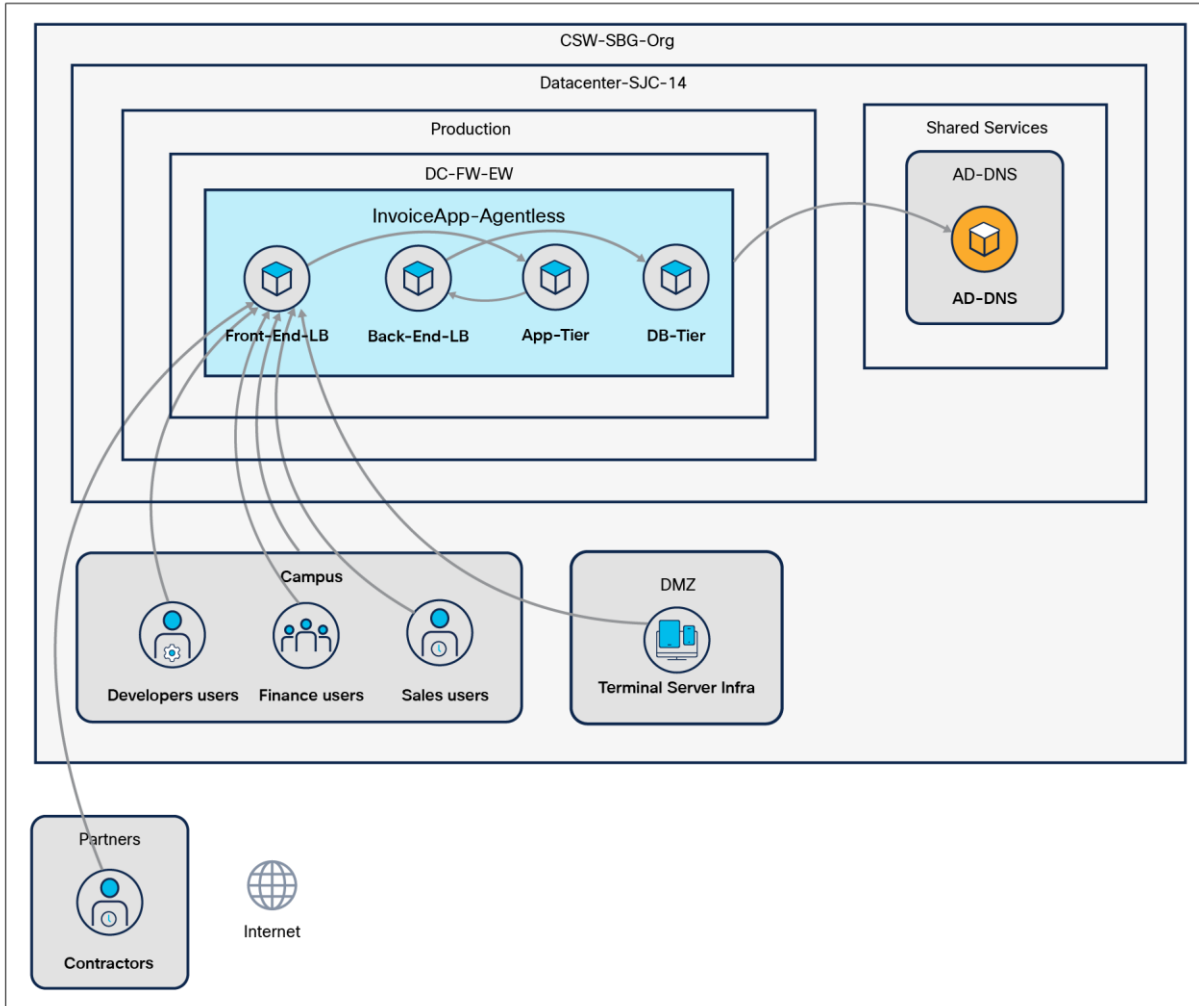 CSW-SBG-Org
Datacenter-SJC-14
Production
Shared Services
DC-FW-EW
AD-DNS
InvoiceApp-Agentless
AD-DNS
Front-End-LB
Back-End-LB
App-Tier
DB-Tier
Campus
DMZ
Developers users
Finance users
Sales users
Terminal Server Infra
Partners
Internet
Contractors